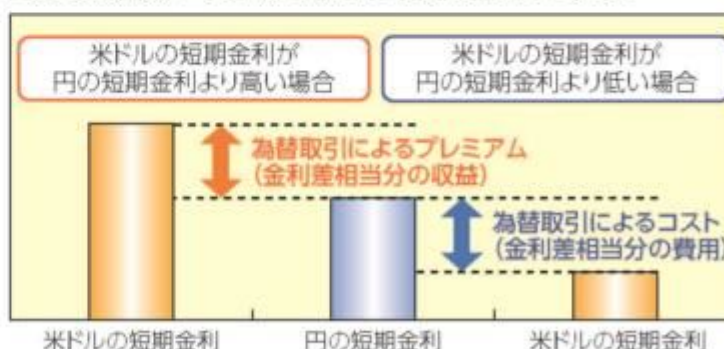 米ドルの短期金利が
円の短期金利より高い場合
米ドルの短期金利が
円の短期金利より低い場合
為替取引によるプレミアム
(金利差相当分の収益)
為替取引によるコスト
(金利差相当分の費用)
米ドルの短期金利
円の短期金利
米ドルの短期金利